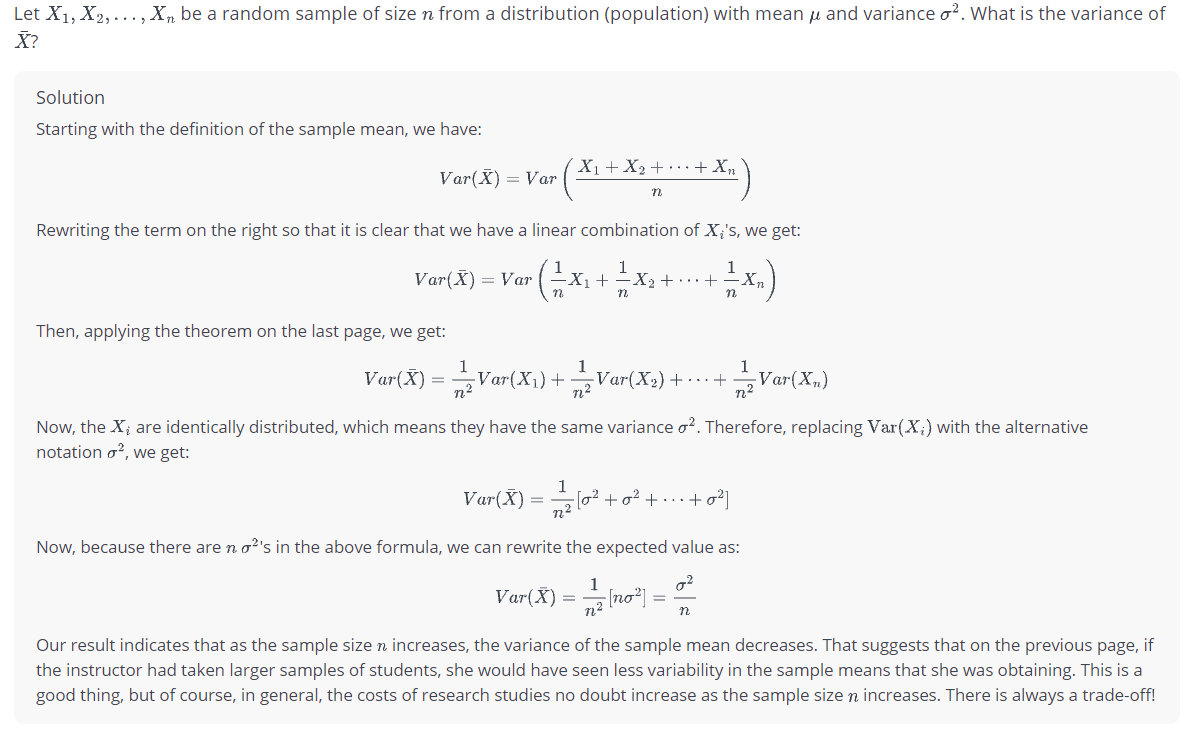 Let $X_1, X_2, \ldots, X_n$ be a random sample of size $n$ from a distribution (population) with mean $\mu$ and variance $\sigma^2$. What is the variance of
$\bar{X}$?
Solution
Starting with the definition of the sample mean, we have:
$Var(\bar{X}) = Var\left(\frac{X_1 + X_2 + \cdots + X_n}{n}\right)$
Rewriting the term on the right so that it is clear that we have a linear combination of $X_i$'s, we get:
$Var(\bar{X}) = Var\left(\frac{1}{n}X_1 + \frac{1}{n}X_2 + \cdots + \frac{1}{n}X_n\right)$
Then, applying the theorem on the last page, we get:
$Var(\bar{X}) = \frac{1}{n^2}Var(X_1) + \frac{1}{n^2}Var(X_2) + \cdots + \frac{1}{n^2}Var(X_n)$
Now, the $X_i$ are identically distributed, which means they have the same variance $\sigma^2$. Therefore, replacing $\mathrm{Var}(X_i)$ with the alternative
notation $\sigma^2$, we get:
$Var(\bar{X}) = \frac{1}{n^2}[\sigma^2 + \sigma^2 + \cdots + \sigma^2]$
Now, because there are $n$ $\sigma^2$'s in the above formula, we can rewrite the expected value as:
$Var(\bar{X}) = \frac{1}{n^2}[n\sigma^2] = \frac{\sigma^2}{n}$
Our result indicates that as the sample size $n$ increases, the variance of the sample mean decreases. That suggests that on the previous page, if
the instructor had taken larger samples of students, she would have seen less variability in the sample means that she was obtaining. This is a
good thing, but of course, in general, the costs of research studies no doubt increase as the sample size $n$ increases. There is always a trade-off!